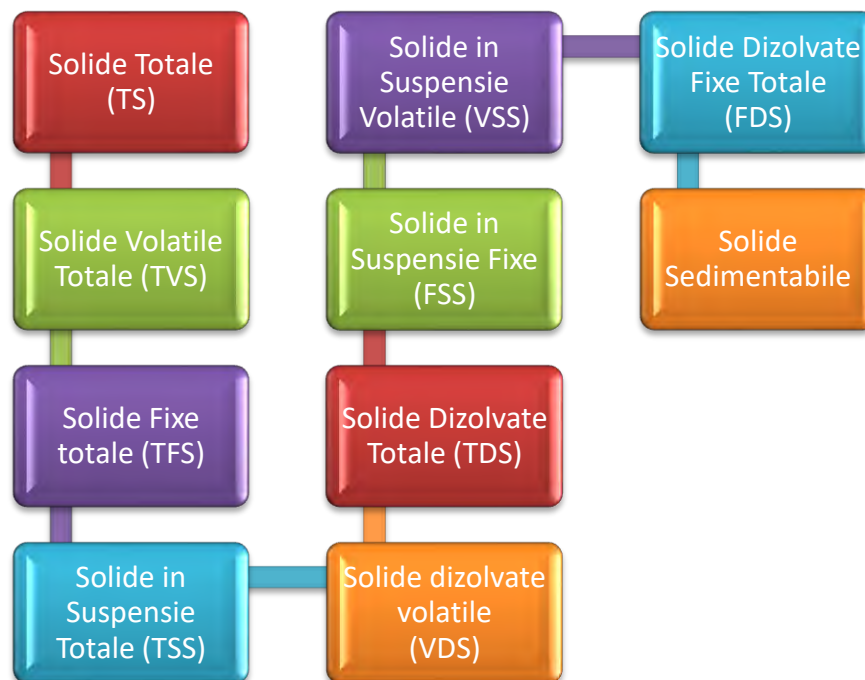 Solide Totale
(TS)
Solide Volatile
Totale (TVS)
Solide Fixe
totale (TFS)
Solide in
Suspensie
Totale (TSS)
Solide dizolvate
volatile
(VDS)
Solide Dizolvate
Totale (TDS)
Solide in
Suspensie Fixe
(FSS)
Solide in
Suspensie
Volatile (VSS)
Solide Dizolvate
Fixe Totale
(FDS)
Solide
Sedimentabile